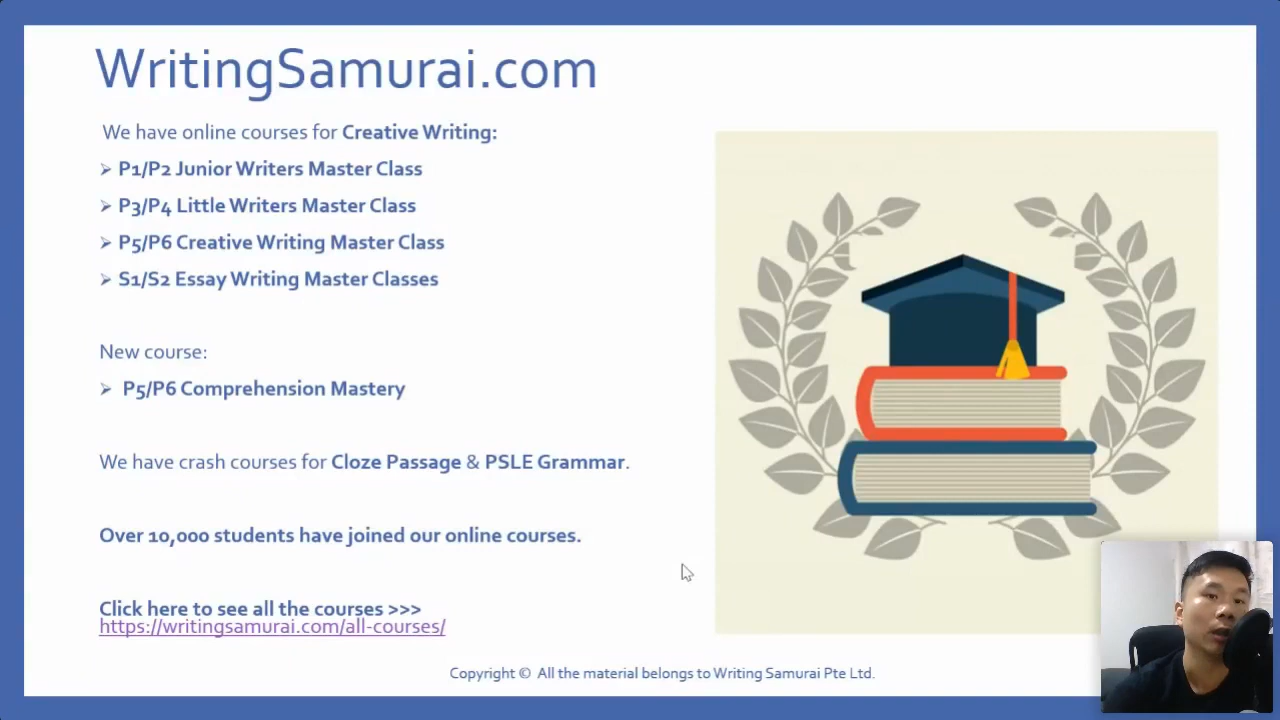 WritingSamurai.com
We have online courses for Creative Writing:
➢ P1/P2 Junior Writers Master Class
➢ P3/P4 Little Writers Master Class
➢ P5/P6 Creative Writing Master Class
➢ S1/S2 Essay Writing Master Classes
New course:
➢ P5/P6 Comprehension Mastery
We have crash courses for Cloze Passage & PSLE Grammar.
Over 10,000 students have joined our online courses.
Click here to see all the courses >>>
https://writingsamurai.com/all-courses/
Copyright © All the material belongs to Writing Samurai Pte Ltd.